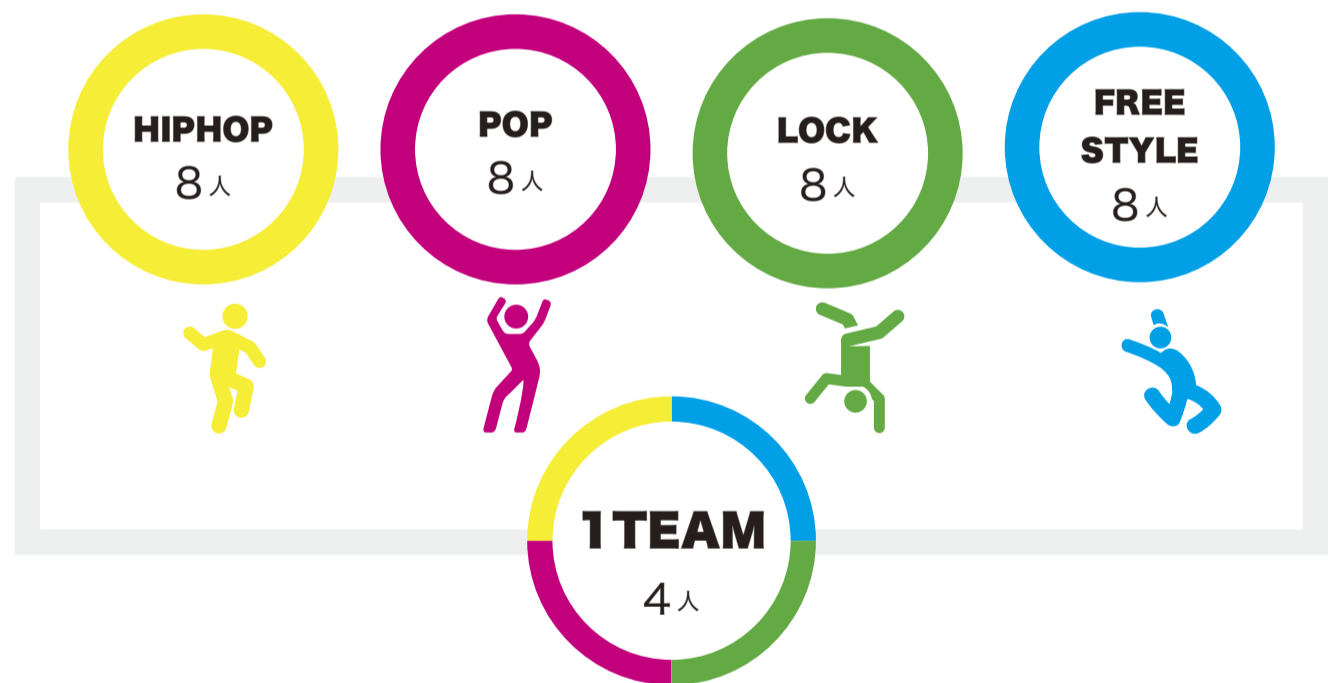 HIPHOP
8人
POP
8人
LOCK
8人
FREE
STYLE
8人
1TEAM
4人